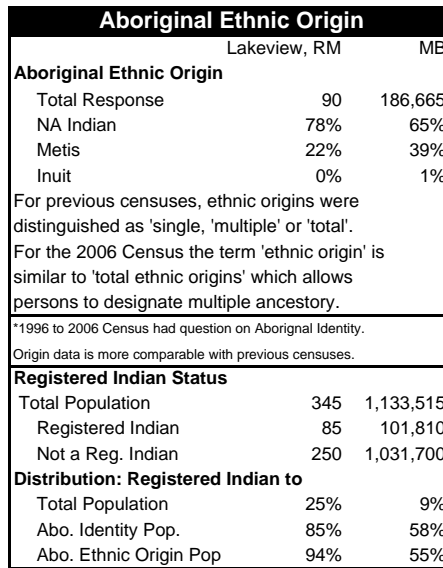 Aboriginal Ethnic Origin
Lakeview, RM MB
Aboriginal Ethnic Origin
Total Response 90 186,665
NA Indian 78% 65%
Metis 22% 39%
Inuit 0% 1%
For previous censuses, ethnic origins were
distinguished as 'single, 'multiple' or 'total'.
For the 2006 Census the term 'ethnic origin' is
similar to 'total ethnic origins' which allows
persons to designate multiple ancestory.
*1996 to 2006 Census had question on Aborignal Identity.
Origin data is more comparable with previous censuses.
Registered Indian Status
Total Population 345 1,133,515
Registered Indian 85 101,810
Not a Reg. Indian 250 1,031,700
Distribution: Registered Indian to
Total Population 25% 9%
Abo. Identity Pop. 85% 58%
Abo. Ethnic Origin Pop 94% 55%